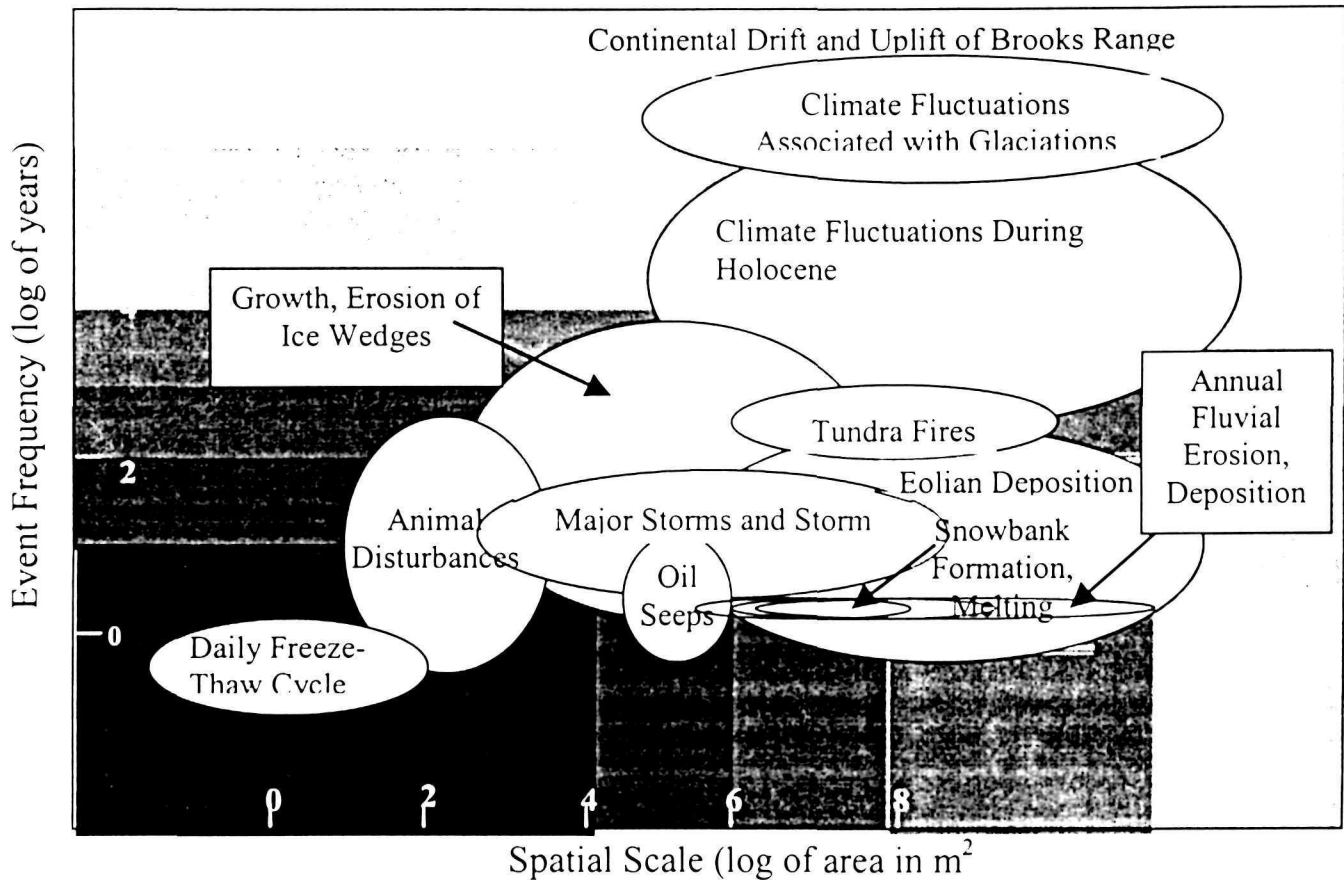 Continental Drift and Uplift of Brooks Range
Climate Fluctuations
Associated with Glaciations
Climate Fluctuations During
Holocene
Growth, Erosion of
Ice Wedges
Annual
Fluvial
Erosion,
Deposition
Tundra Fires
Eolian Deposition
Animal
Disturbances
Major Storms and Storm
Snowbank
Formation,
Melting
Oil
Seeps
Daily Freeze-
Thaw Cycle
Event Frequency (log of years)
2
0
0
2
4
6
8
Spatial Scale (log of area in m²